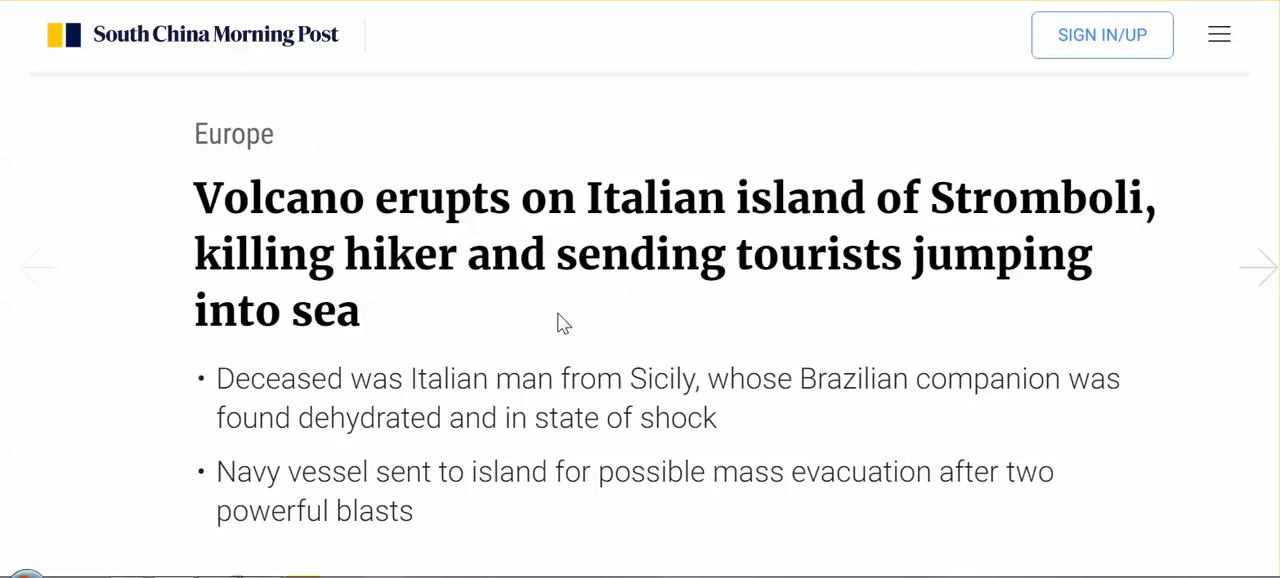 South China Morning Post
SIGN IN/UP
Europe
Volcano erupts on Italian island of Stromboli,
killing hiker and sending tourists jumping
into sea
• Deceased was Italian man from Sicily, whose Brazilian companion was
found dehydrated and in state of shock
• Navy vessel sent to island for possible mass evacuation after two
powerful blasts